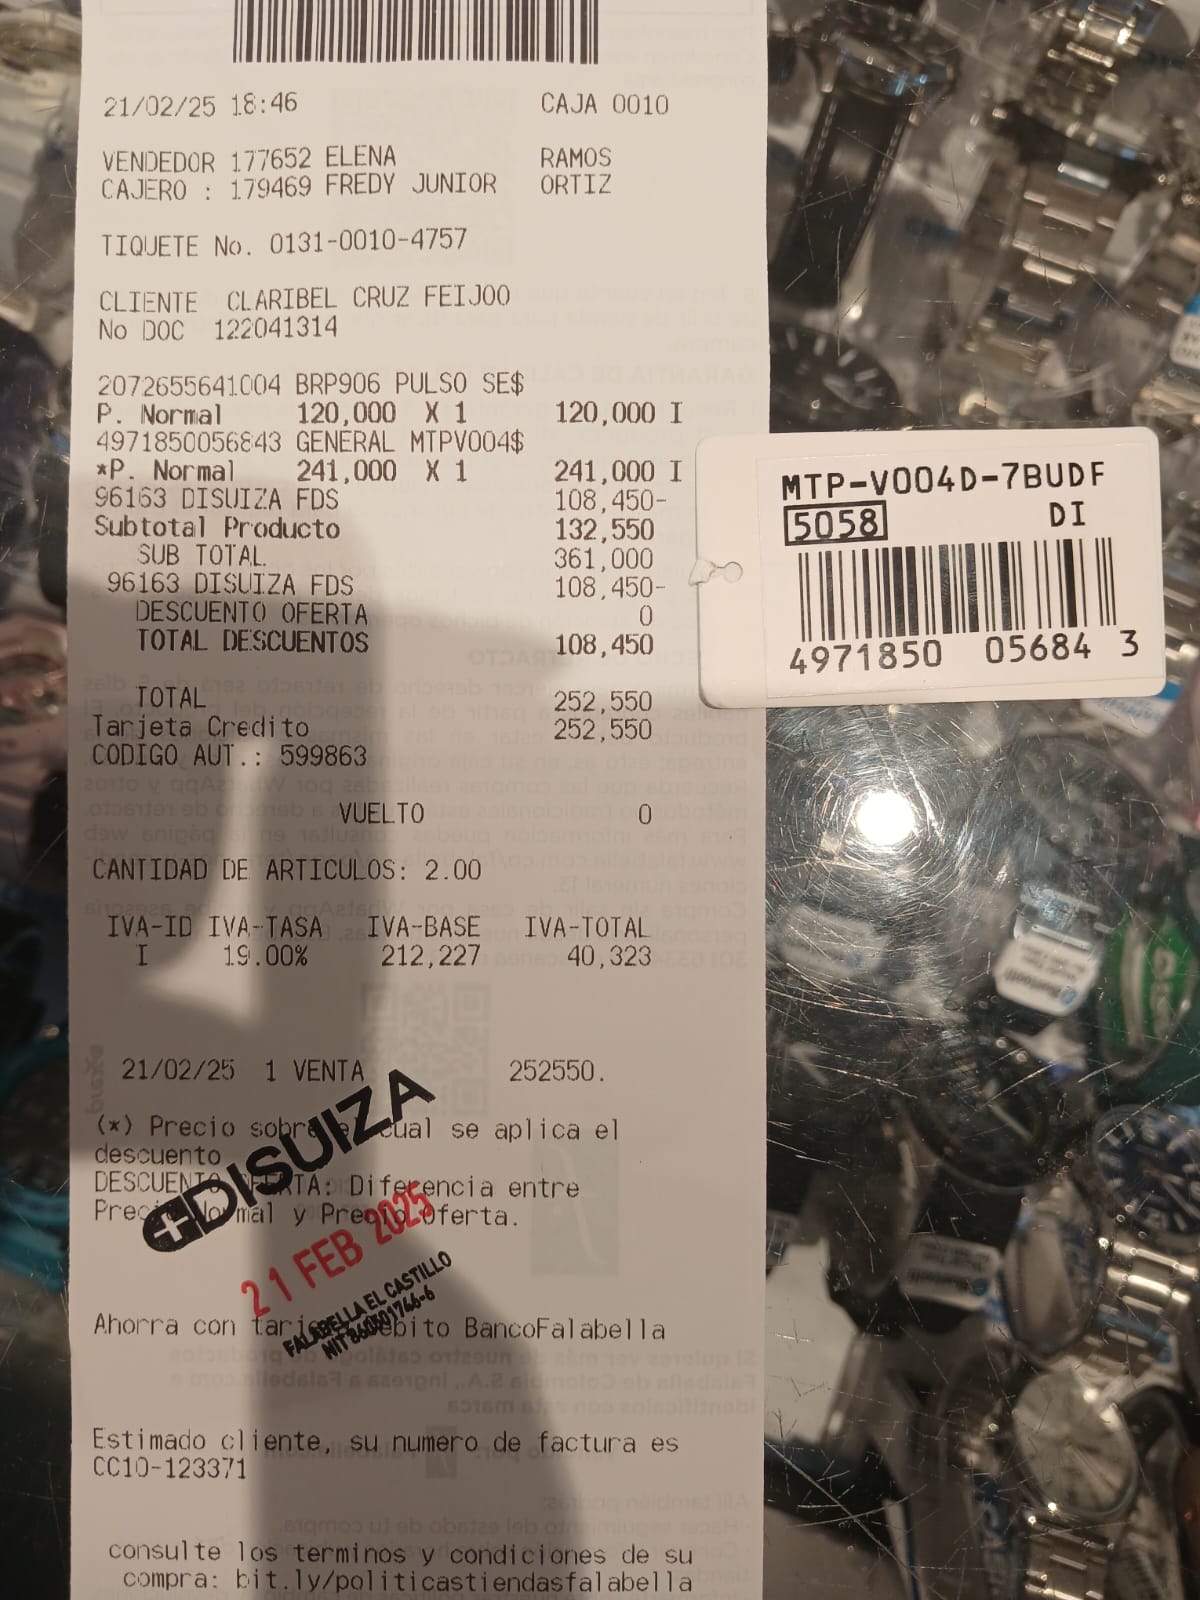 21/02/25 18:46 CAJA 0010
VENDEDOR 177652 ELENA RAMOS
CAJERO : 179469 FREDY JUNIOR ORTIZ
TIQUETE No. 0131-0010-4757
CLIENTE CLARIBEL CRUZ FEIJOO
No DOC 122041314
2072655641004 BRP906 PULSO SE$
P. Normal 120,000 X 1 120,000 I
4971850056843 GENERAL MTPV004$
*P. Normal 241,000 X 1 241,000 I
96163 DISUIZA FDS 108,450-
Subtotal Producto 132,550
SUB TOTAL 361,000
96163 DISUIZA FDS 108,450-
DESCUENTO OFERTA 0
TOTAL DESCUENTOS 108,450
TOTAL 252,550
Tarjeta Credito 252,550
CODIGO AUT.: 599863
VUELTO 0
CANTIDAD DE ARTICULOS: 2.00
IVA-ID IVA-TASA IVA-BASE IVA-TOTAL
I 19.00% 212,227 40,323
21/02/25 1 VENTA 252550.
(*) Precio sobre el cual se aplica el
descuento
DESCUENTO OFERTA: Diferencia entre
Precio Normal y Precio Oferta.
DISUIZA
21 FEB 2025
FALABELLA EL CASTILLO
Ahorra con tarjeta debito BancoFalabella
Estimado cliente, su numero de factura es
CC10-123371
consulte los terminos y condiciones de su
compra: bit.ly/politicastiendasfalabella
MTP-V004D-7BUDF
5058 DI
4971850 05684 3